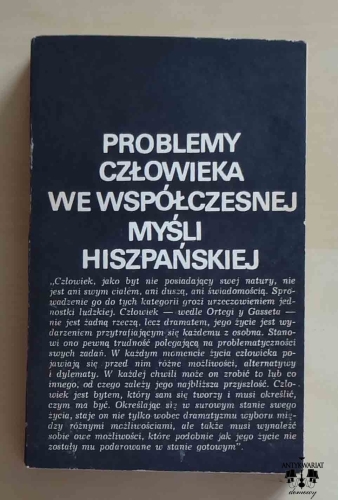 PROBLEMY
CZŁOWIEKA
WE WSPÓŁCZESNEJ
MYŚLI
HISZPAŃSKIEJ
„Człowiek, jako byt nie posiadający swej natury, nie
jest ani swym ciałem, ani duszą, ani świadomością. Spro-
wadzenie go do tych kategorii grozi urzeczowieniem jed-
nostki ludzkiej. Człowiek — wedle Ortegi y Gasseta —
nie jest żadną rzeczą, lecz dramatem, jego życie jest wy-
darzeniem przytrafiającym się każdemu z osobna. Stano-
wi ono pewną trudność polegającą na problematyczności
swych zadań. W każdym momencie życia człowieka po-
jawiają się przed nim różne możliwości, alternatywy
i dylematy. W każdej chwili może on zrobić to lub co
innego, od czego zależy jego najbliższa przyszłość. Czło-
wiek jest bytem, który sam się tworzy i musi określić,
czym ma być. Określając się w surowym stanie swego
życia, staje on nie tylko wobec dramatyzmu wyboru mię-
dzy różnymi możliwościami, ale także musi wynaleźć
sobie owe możliwości, które podobnie jak jego życie nie
zostały mu podarowane w stanie gotowym".
ANTYKWARIAT
domowy